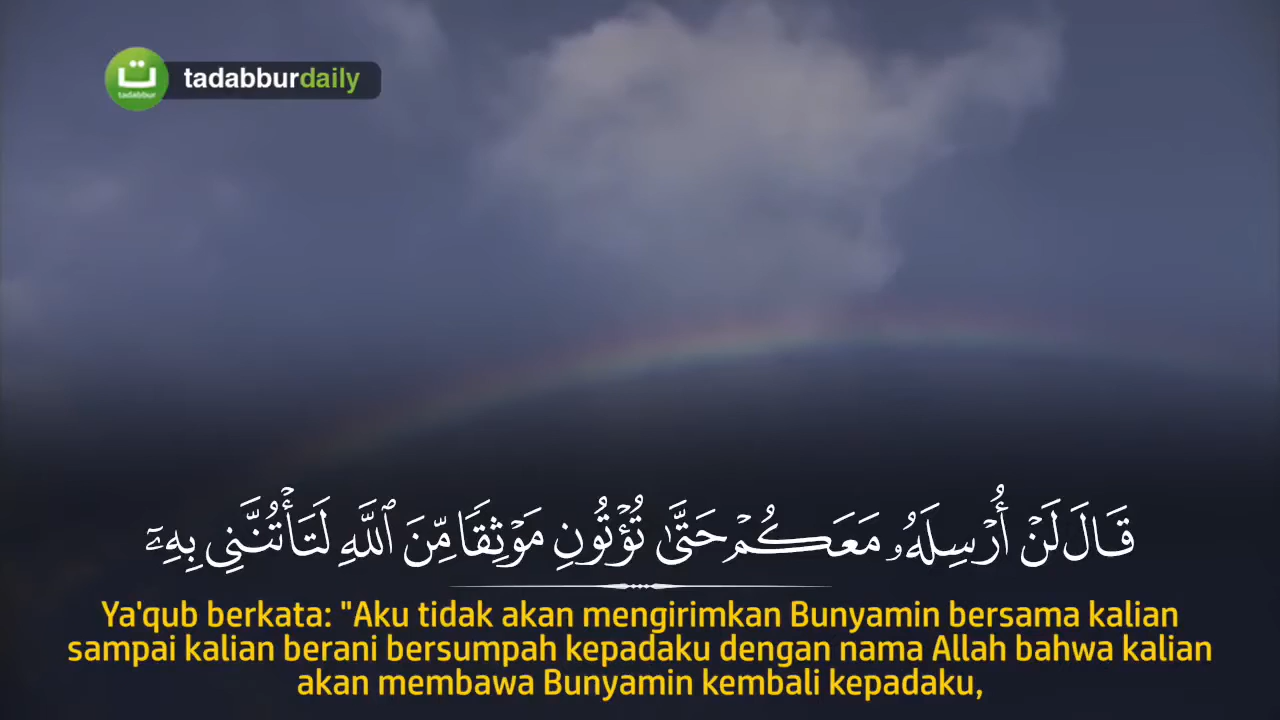 ت
tadabbur
tadabburdaily
قَالَ لَنْ أُرْسِلَهُۥ مَعَكُمْ حَتَّىٰ تُؤْتُونِ مَوْثِقًا مِّنَ ٱللَّهِ لَتَأْتُنَّنِى بِهِۦٓ
Ya'qub berkata: "Aku tidak akan mengirimkan Bunyamin bersama kalian
sampai kalian berani bersumpah kepadaku dengan nama Allah bahwa kalian
akan membawa Bunyamin kembali kepadaku,